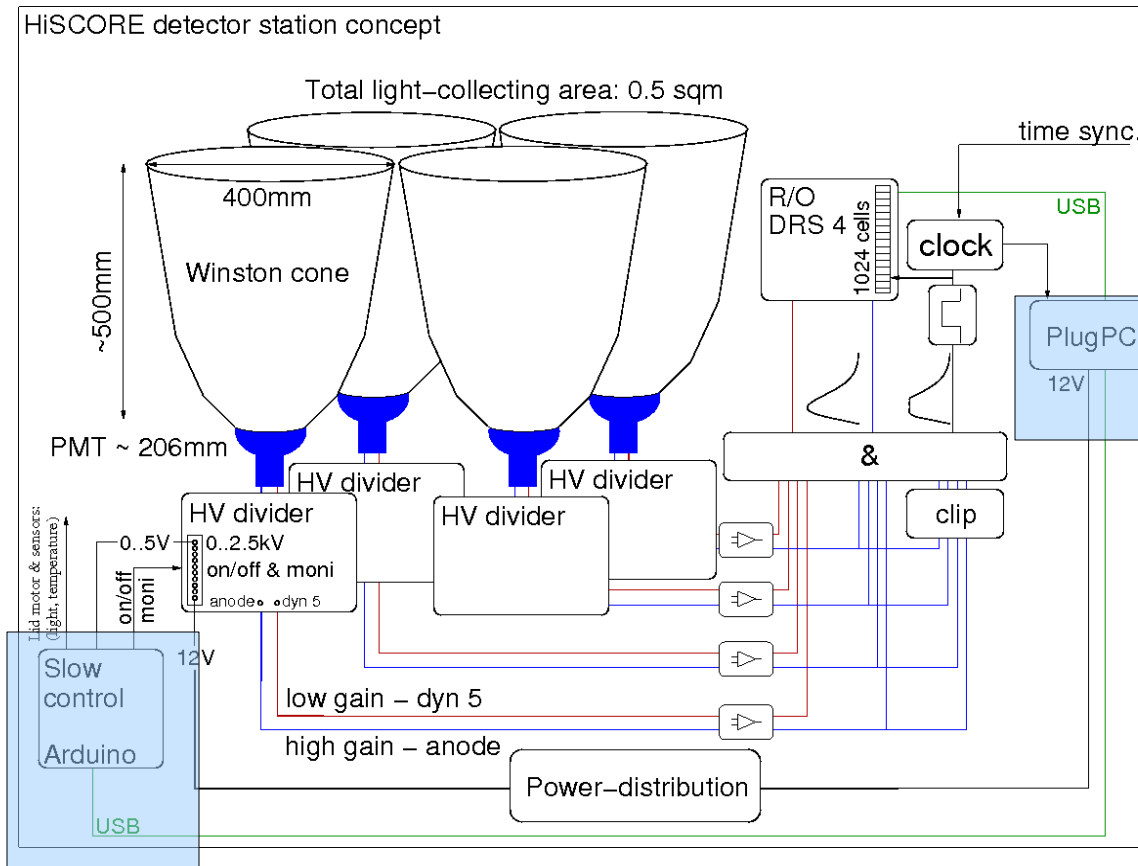 HiSCORE detector station concept
Total light-collecting area: 0.5 sqm
time sync.
400mm
Winston cone
~500mm
R/O
DRS 4
1024 cells
USB
clock
PlugPC
12V
PMT ~ 206mm
&
clip
HV divider
HV divider
HV divider
HV divider
0..5V
0..2.5kV
on/off & moni
anode
dyn 5
Lid motor & sensors:
(light, temperature)
on/off
moni
12V
Slow
control
Arduino
USB
low gain - dyn 5
high gain - anode
Power-distribution